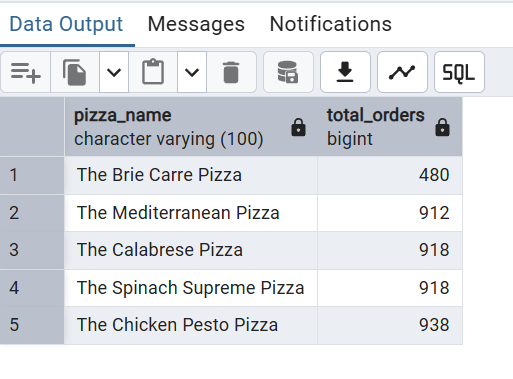 Data Output Messages Notifications
SQL
pizza_name total_orders
character varying (100) bigint
1 The Brie Carre Pizza 480
2 The Mediterranean Pizza 912
3 The Calabrese Pizza 918
4 The Spinach Supreme Pizza 918
5 The Chicken Pesto Pizza 938